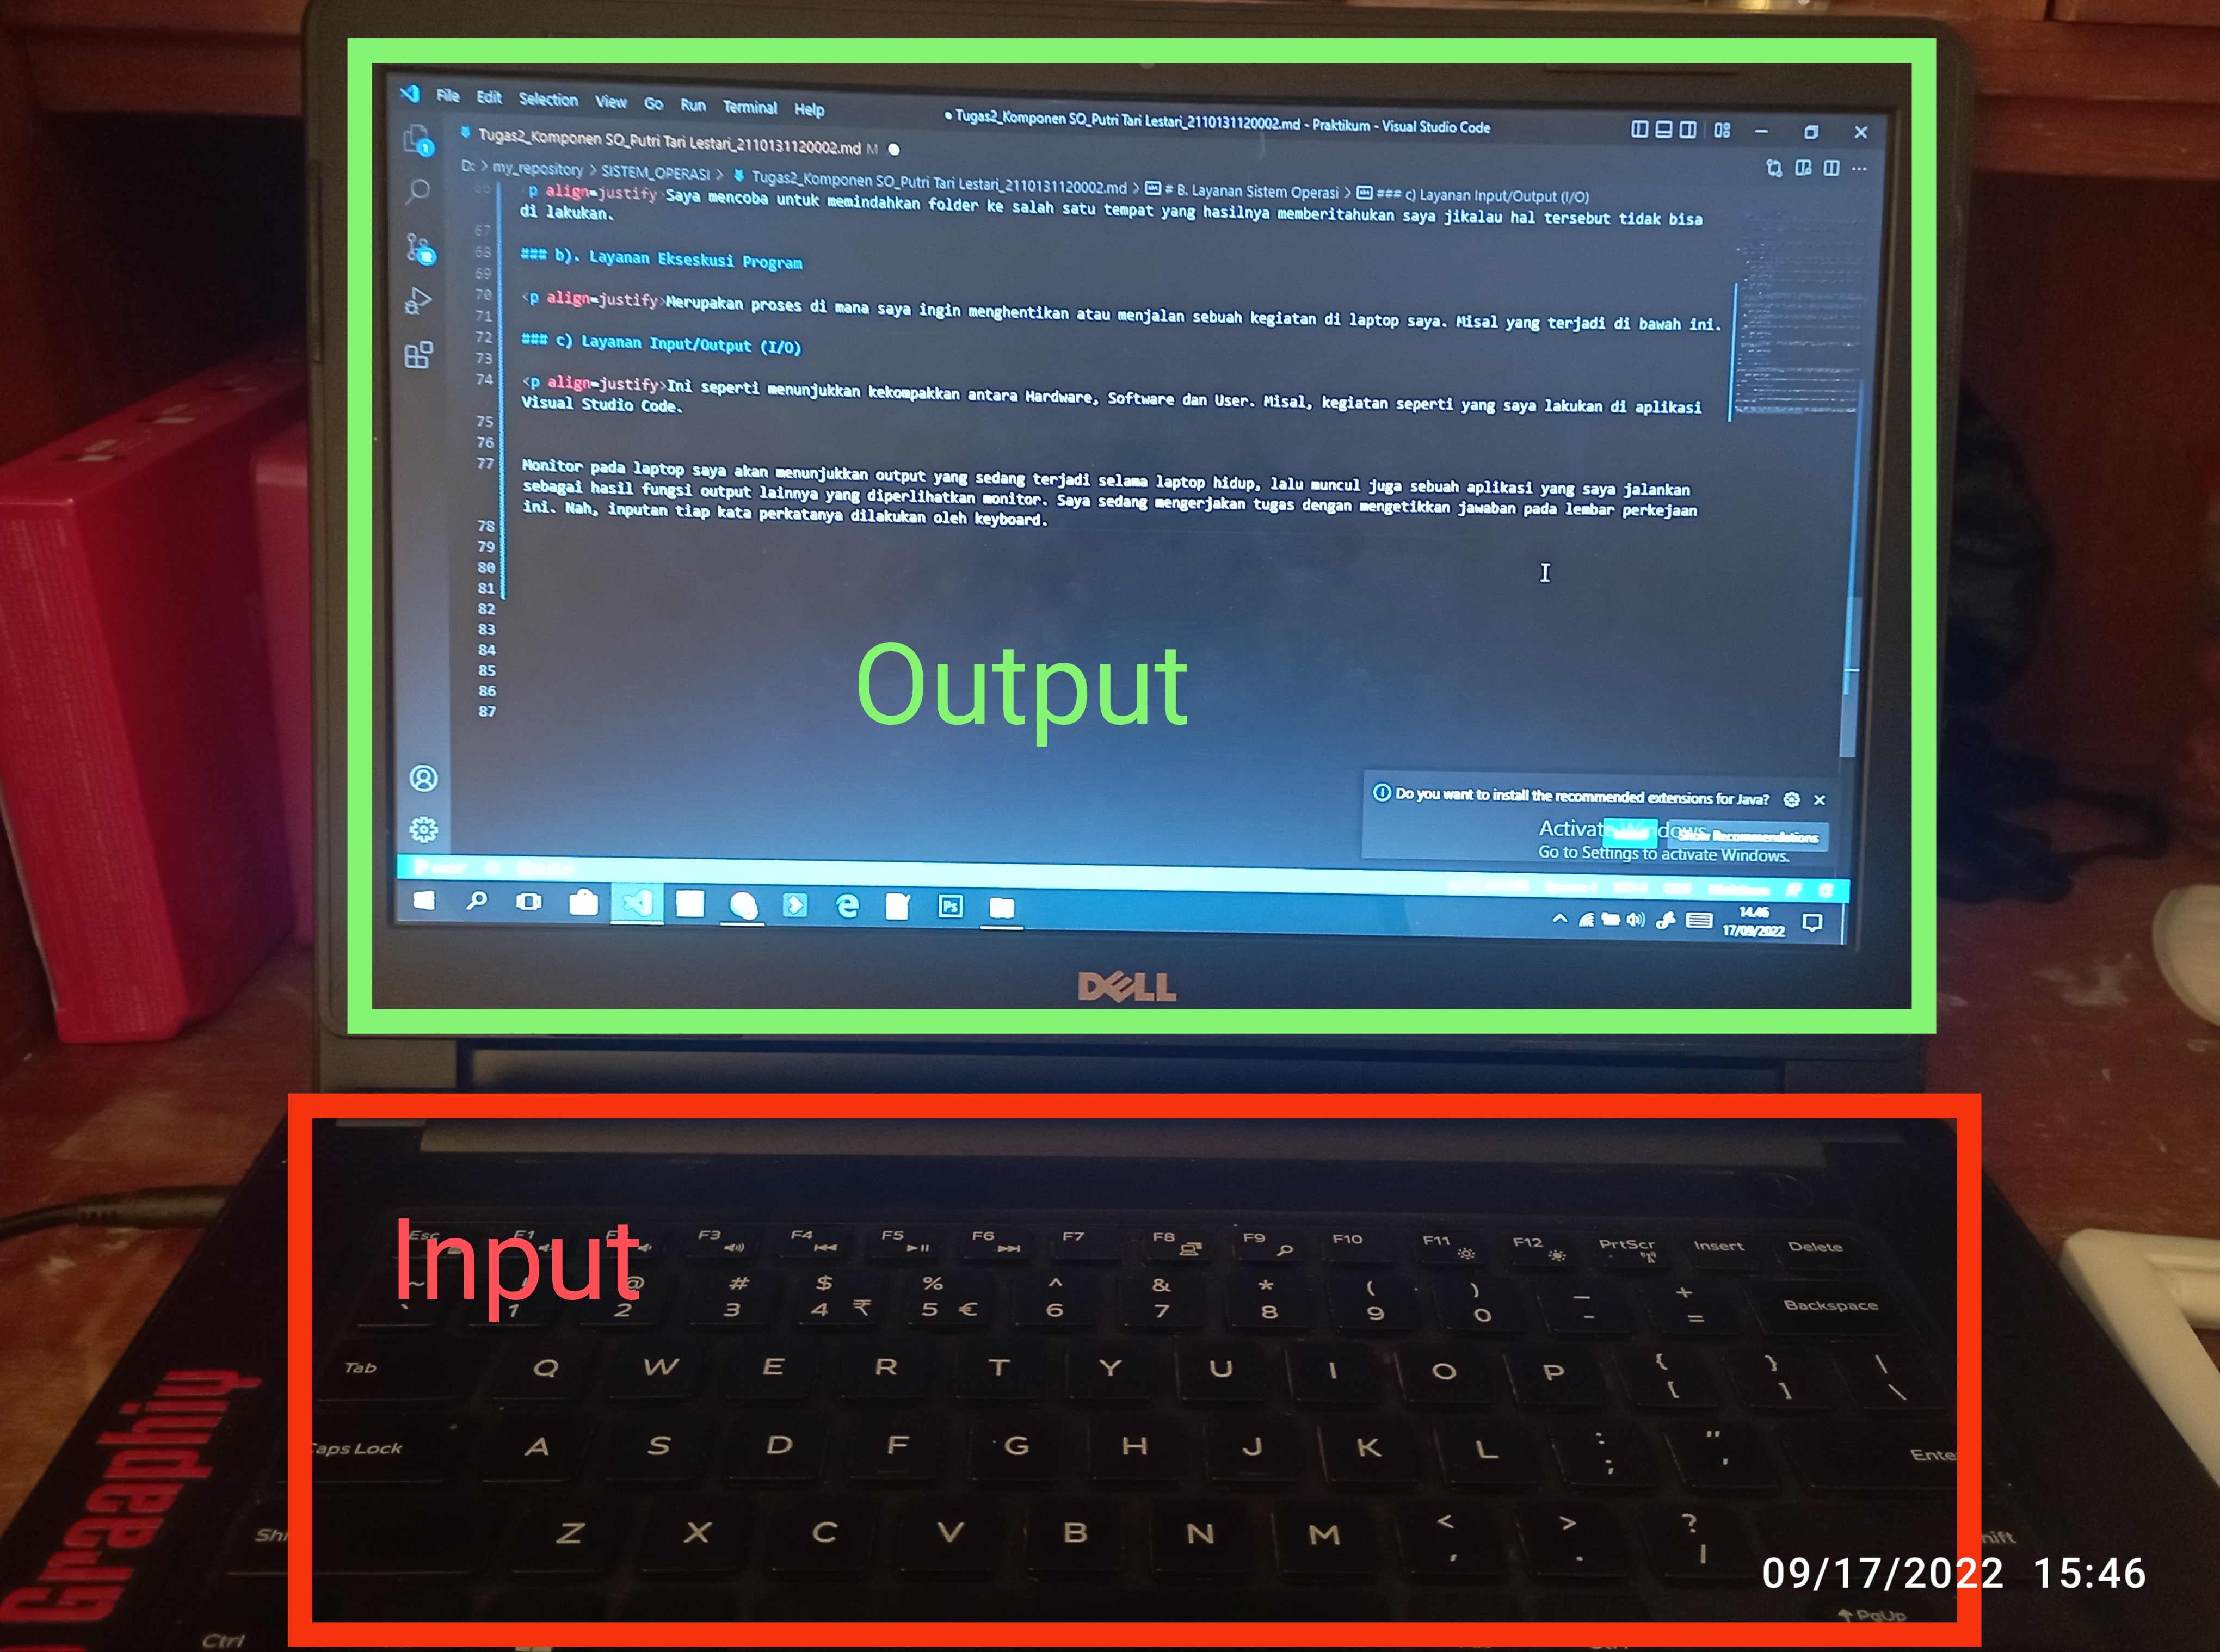 File Edit Selection View Go Run Terminal Help
● Tugas2_Komponen SO_Putri Tari Lestari_2110131120002.md - Praktikum - Visual Studio Code
Tugas2_Komponen SO_Putri Tari Lestari_2110131120002.md M
D: > my_repository > SISTEM_OPERASI > Tugas2_Komponen SO_Putri Tari Lestari_2110131120002.md > # B. Layanan Sistem Operasi > ### c) Layanan Input/Output (I/O)
66 <p align=justify>Saya mencoba untuk memindahkan folder ke salah satu tempat yang hasilnya memberitahukan saya jikalau hal tersebut tidak bisa
di lakukan.
67
68 ### b). Layanan Ekseskusi Program
69
70 <p align=justify>Merupakan proses di mana saya ingin menghentikan atau menjalan sebuah kegiatan di laptop saya. Misal yang terjadi di bawah ini.
71
72 ### c) Layanan Input/Output (I/O)
73
74 <p align=justify>Ini seperti menunjukkan kekompakkan antara Hardware, Software dan User. Misal, kegiatan seperti yang saya lakukan di aplikasi
Visual Studio Code.
75
76
77 Monitor pada laptop saya akan menunjukkan output yang sedang terjadi selama laptop hidup, lalu muncul juga sebuah aplikasi yang saya jalankan
sebagai hasil fungsi output lainnya yang diperlihatkan monitor. Saya sedang mengerjakan tugas dengan mengetikkan jawaban pada lembar perkejaan
ini. Nah, inputan tiap kata perkatanya dilakukan oleh keyboard.
78
79
80
81
82
83
84
85
86
87
Output
Do you want to install the recommended extensions for Java?
Show Recommendations
Activate Windows
Go to Settings to activate Windows.
Ps
14.46
17/09/2022
DELL
Input
Esc F1 F3 F4 F5 F6 F7 F8 F9 F10 F11 F12 PrtScr Insert Delete
~ ! @ # $ % ^ & * ( ) _ + Backspace
` 1 2 3 4 ₹ 5 € 6 7 8 9 0 - =
Tab Q W E R T Y U I O P { [ } ] | \
Caps Lock A S D F G H J K L : ; " ' Enter
Shi Z X C V B N M < , > . ? / hift
09/17/2022 15:46
Ctrl PgUp
Graphiy